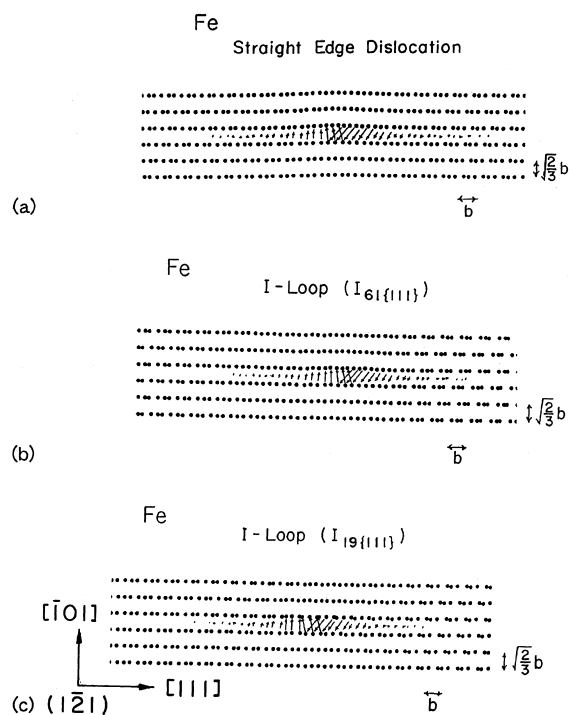 Fe
Straight Edge Dislocation
√2/3 b
b
(a)
Fe
I-Loop (I₆₁{111})
√2/3 b
b
(b)
Fe
I-Loop (I₁₉{111})
[1̄01]
√2/3 b
[111]
b
(c) (12̄1)